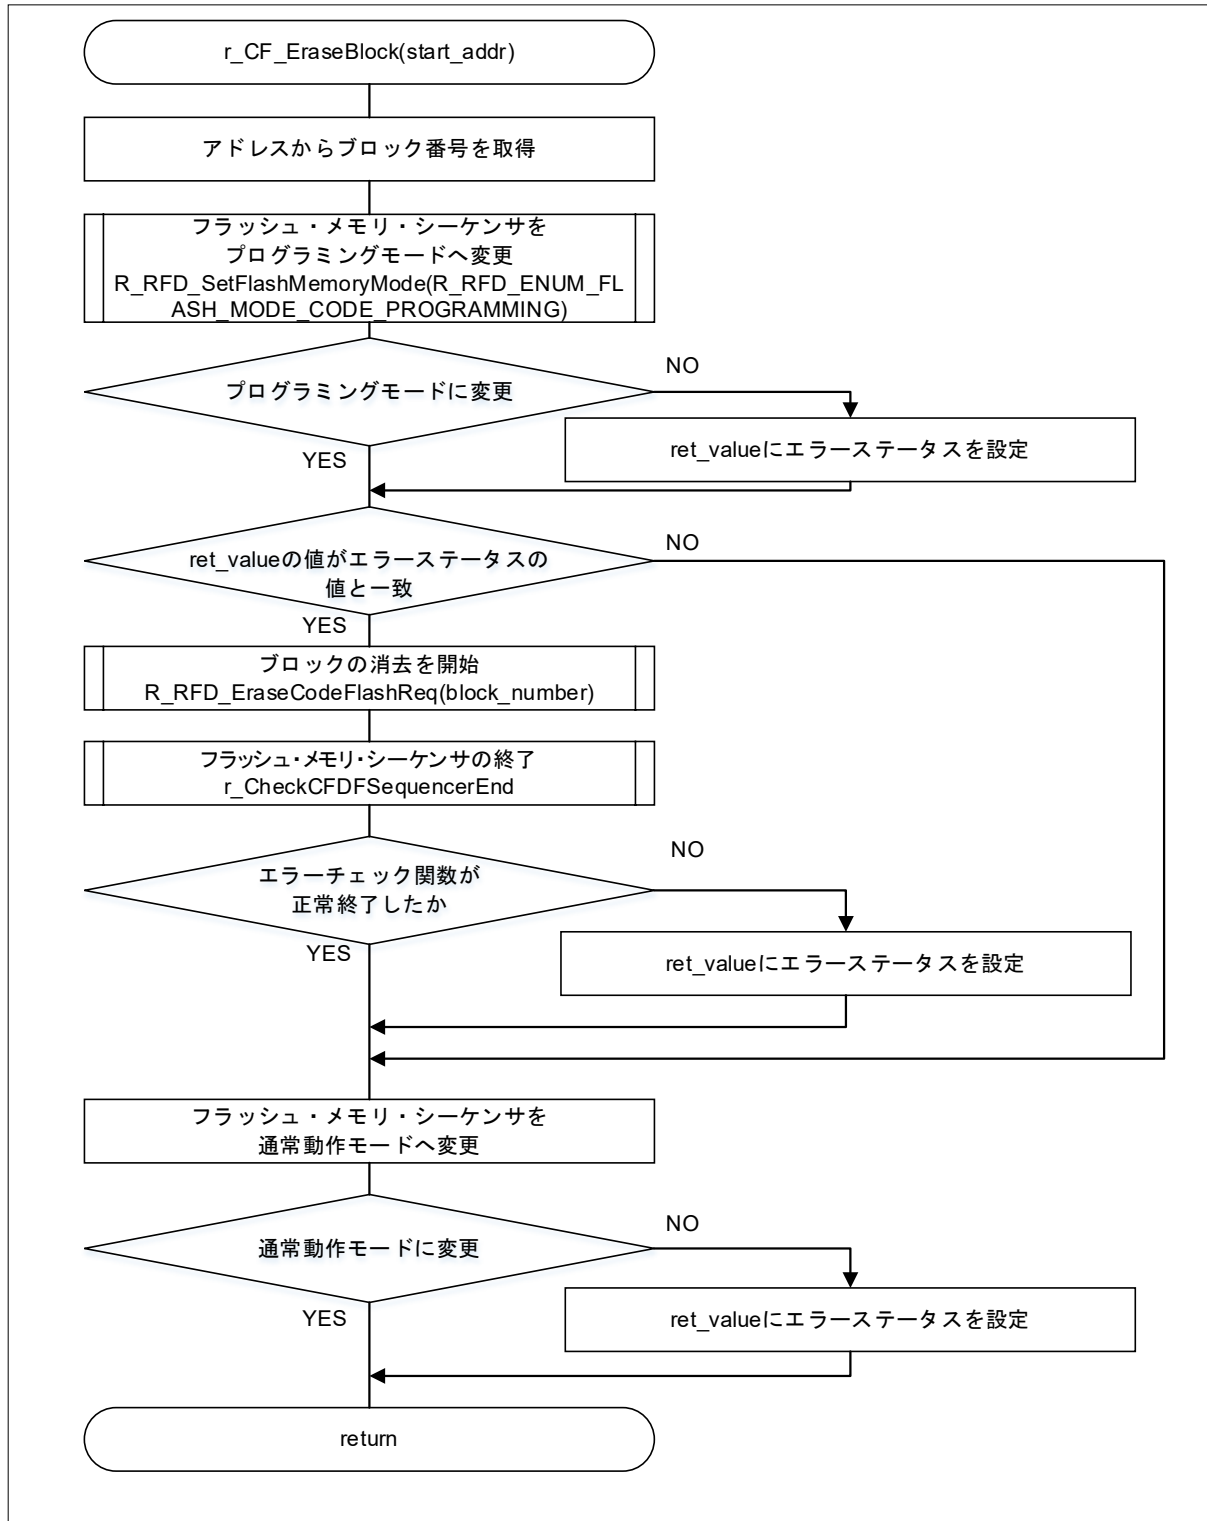 r_CF_EraseBlock(start_addr)
アドレスからブロック番号を取得
フラッシュ・メモリ・シーケンサを
プログラミングモードへ変更
R_RFD_SetFlashMemoryMode(R_RFD_ENUM_FL
ASH_MODE_CODE_PROGRAMMING)
プログラミングモードに変更
NO
ret_valueにエラーステータスを設定
YES
ret_valueの値がエラーステータスの
値と一致
NO
YES
ブロックの消去を開始
R_RFD_EraseCodeFlashReq(block_number)
フラッシュ・メモリ・シーケンサの終了
r_CheckCFDFSequencerEnd
エラーチェック関数が
正常終了したか
NO
YES
ret_valueにエラーステータスを設定
フラッシュ・メモリ・シーケンサを
通常動作モードへ変更
通常動作モードに変更
NO
YES
ret_valueにエラーステータスを設定
return